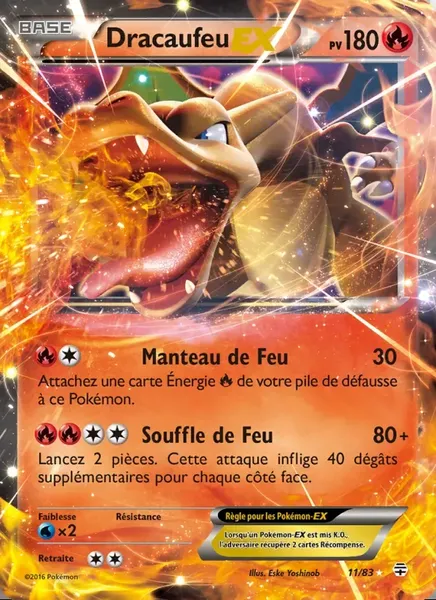 BASE
Dracaufeu EX PV 180
Manteau de Feu 30
Attachez une carte Énergie de votre pile de défausse
à ce Pokémon.
Souffle de Feu 80+
Lancez 2 pièces. Cette attaque inflige 40 dégâts
supplémentaires pour chaque côté face.
Faiblesse Résistance
×2
Retraite
Règle pour les Pokémon-EX
Lorsqu'un Pokémon-EX est mis K.O.,
l'adversaire récupère 2 cartes Récompense.
©2016 Pokémon Illus. Eske Yoshinob 11/83